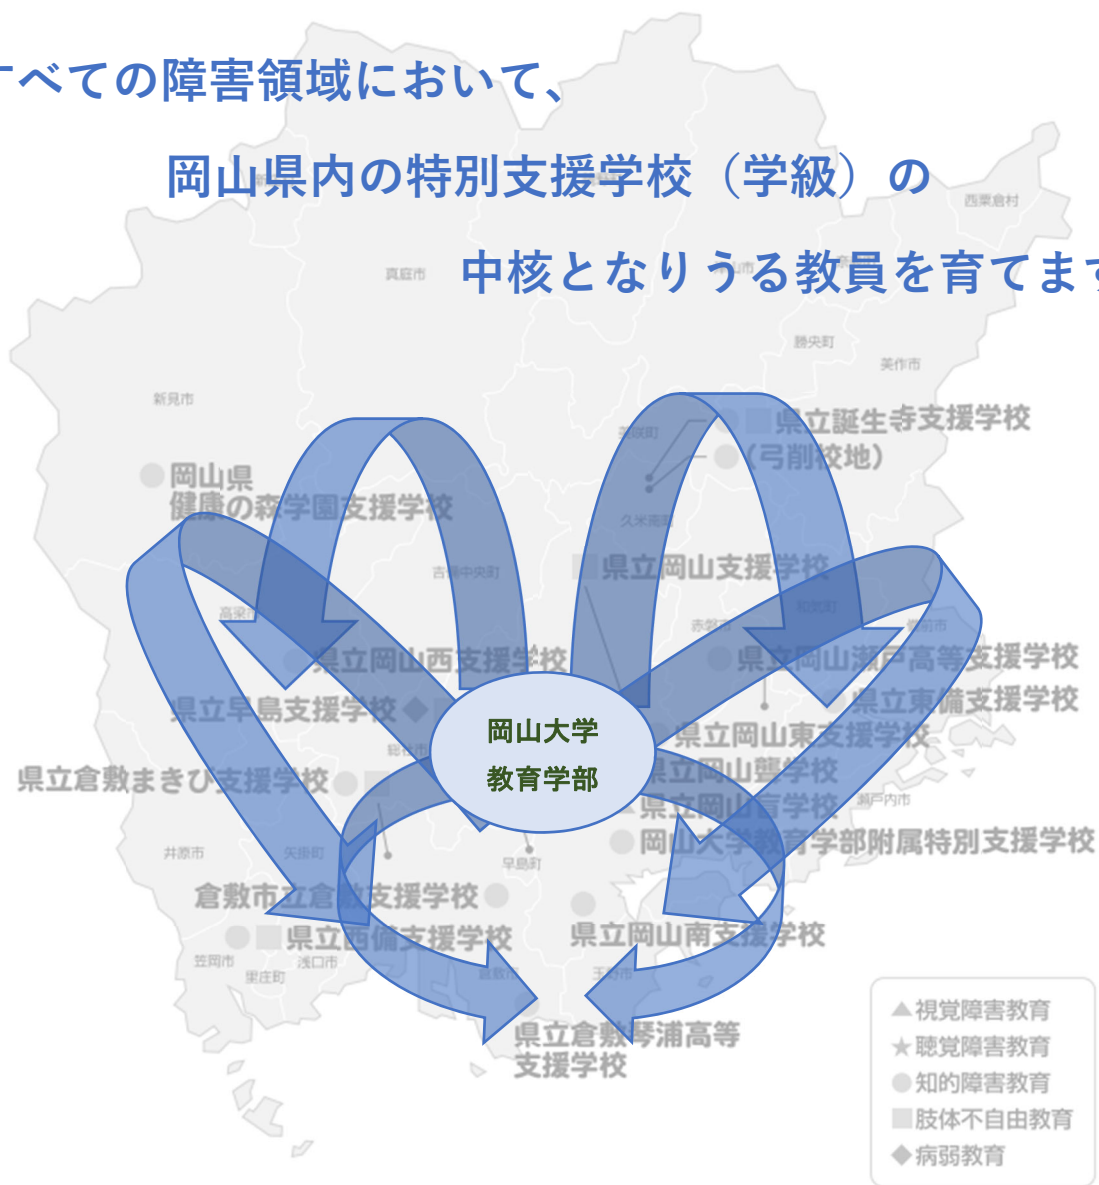 すべての障害領域において、
岡山県内の特別支援学校（学級）の
中核となりうる教員を育てます
西粟倉村
真庭市
勝央町
美作市
新見市
県立誕生寺支援学校
美咲町
（弓削校地）
岡山県
健康の森学園支援学校
久米南町
県立岡山支援学校
吉備中央町
高梁市
和気町
赤磐市
備前市
県立岡山西支援学校
県立岡山瀬戸高等支援学校
県立早島支援学校
県立東備支援学校
岡山大学
教育学部
県立岡山東支援学校
総社市
県立岡山聾学校
県立倉敷まきび支援学校
県立岡山盲学校
瀬戸内市
岡山大学教育学部附属特別支援学校
井原市
矢掛町
早島町
倉敷市立倉敷支援学校
県立西備支援学校
県立岡山南支援学校
笠岡市
浅口市
里庄町
倉敷市
玉野市
県立倉敷琴浦高等
支援学校
▲視覚障害教育
★聴覚障害教育
●知的障害教育
■肢体不自由教育
◆病弱教育